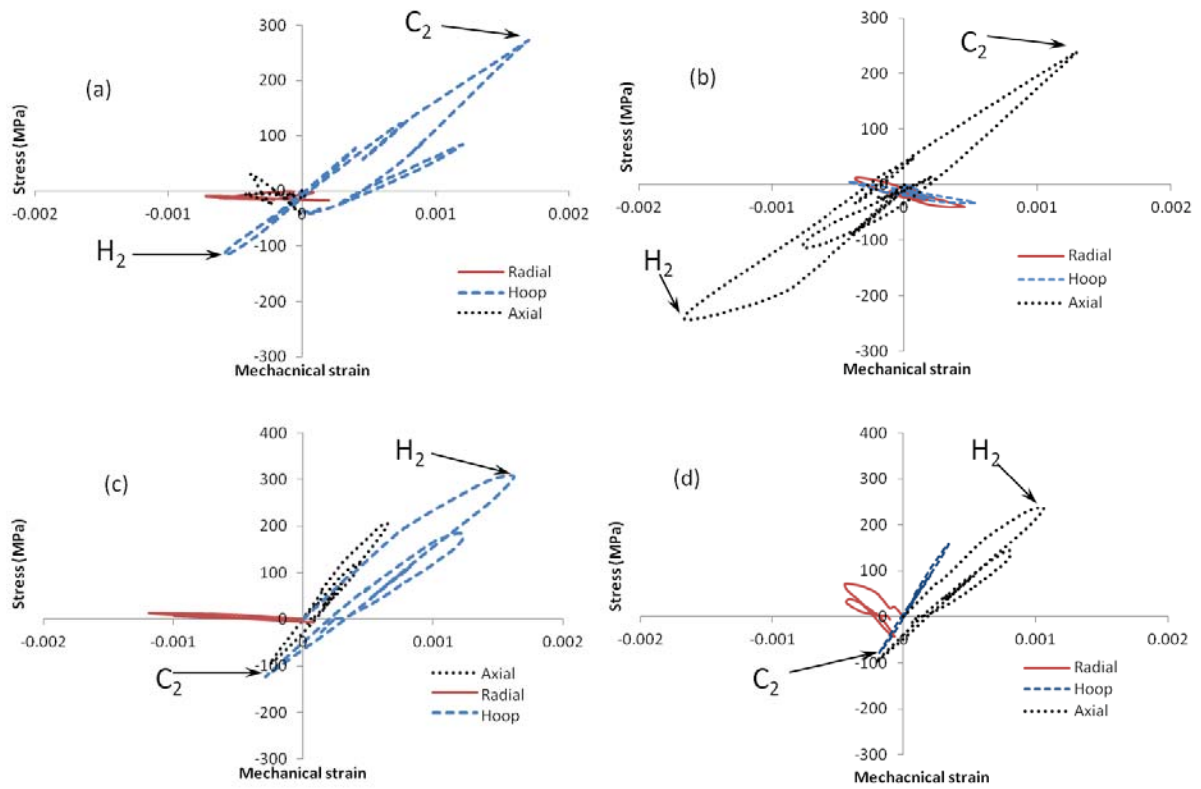 300
C₂
200
(a)
100
Stress (MPa)
-0.002 -0.001 0 0 0.001 0.002
H₂
-100
-200
-300
Radial
Hoop
Axial
Mechacnical strain
300
C₂
200
(b)
100
Stress (MPa)
-0.002 -0.001 0 0 0.001 0.002
-100
H₂
-200
-300
Radial
Hoop
Axial
Mechanical strain
400
H₂
300
(c)
200
100
Stress (MPa)
0
-0.002 -0.001 0 0.001 0.002
C₂
-100
-200
-300
Axial
Radial
Hoop
Mechanical strain
400
H₂
300
(d)
200
100
Stress (MPa)
0
-0.002 -0.001 0 0.001 0.002
C₂
-100
-200
-300
Radial
Hoop
Axial
Mechacnical strain